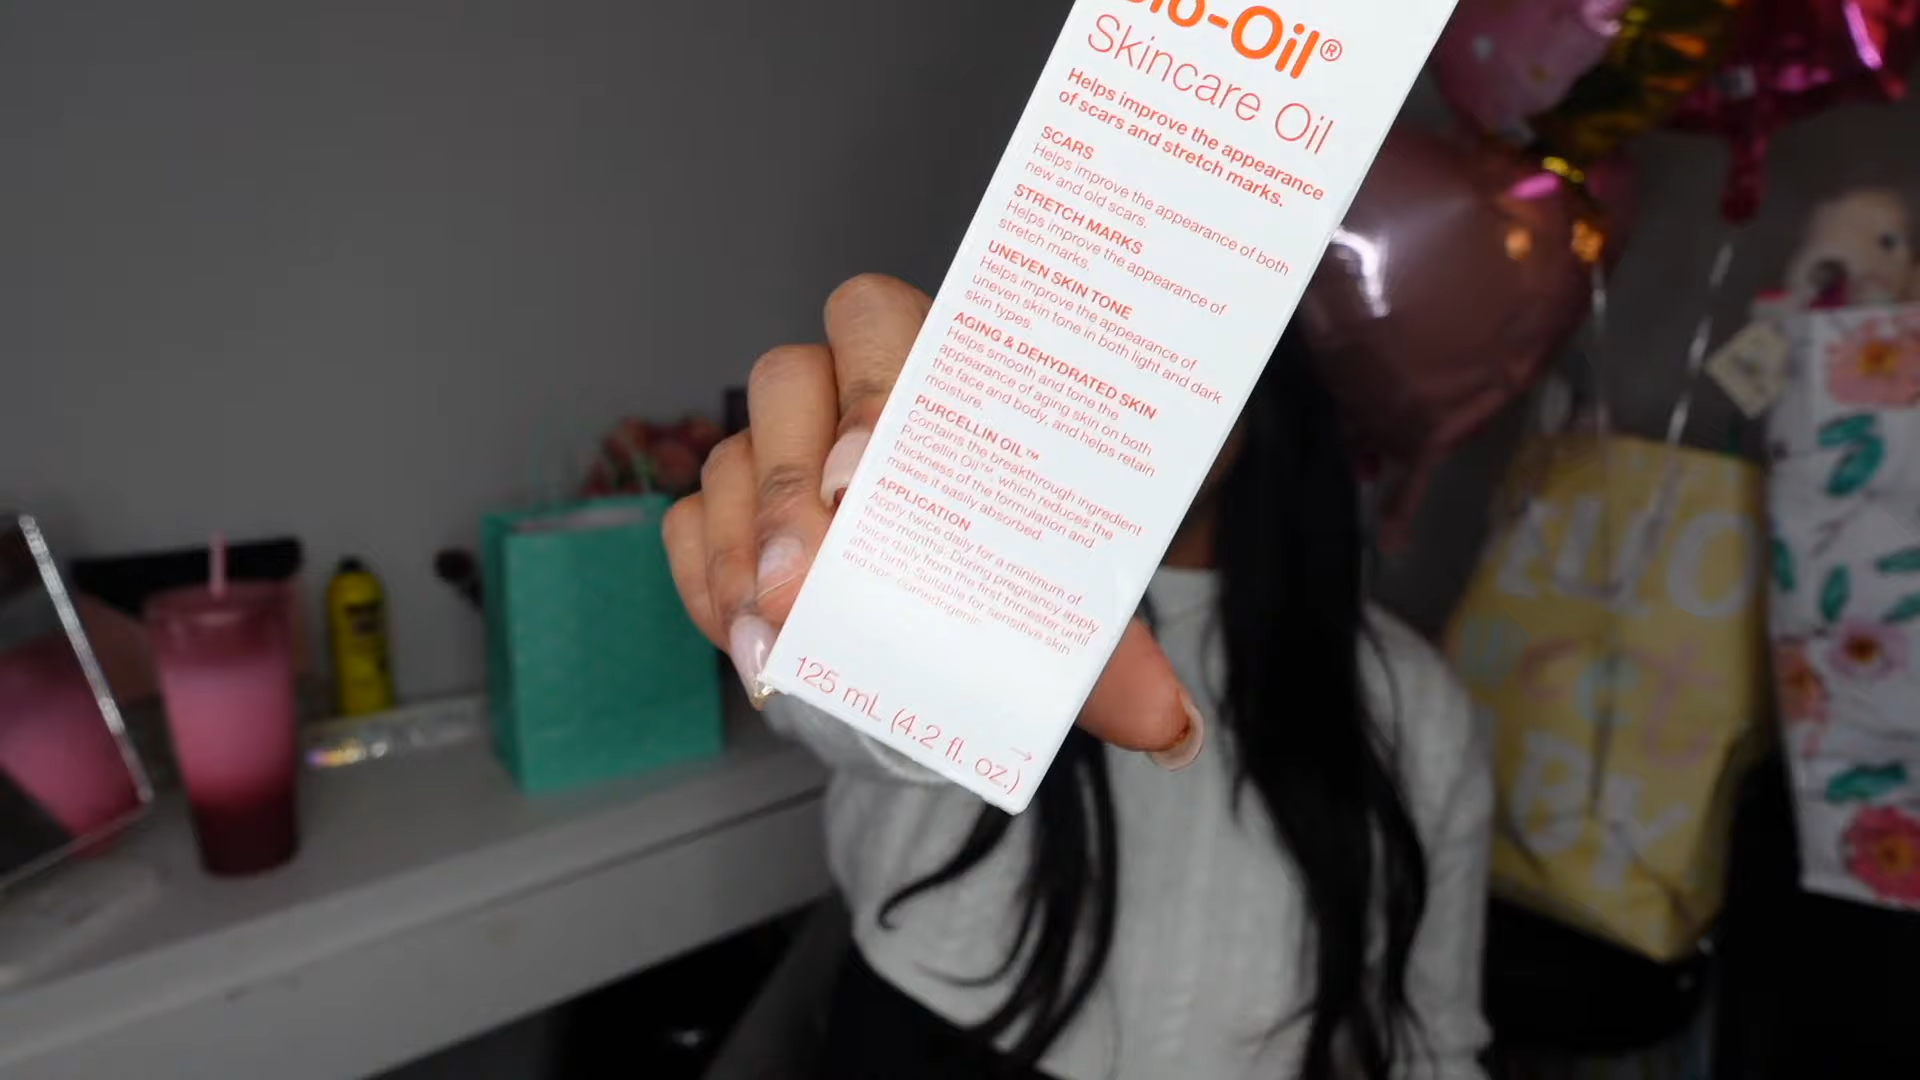 Bio-Oil®
Skincare Oil
Helps improve the appearance
of scars and stretch marks.
SCARS
Helps improve the appearance of both
new and old scars.
STRETCH MARKS
Helps improve the appearance of
stretch marks.
UNEVEN SKIN TONE
Helps improve the appearance of
uneven skin tone in both light and dark
skin types.
AGING & DEHYDRATED SKIN
Helps smooth and tone the
appearance of aging skin on both
the face and body, and helps retain
moisture.
PURCELLIN OIL™
Contains the breakthrough ingredient
PurCellin Oil™, which reduces the
thickness of the formulation and
makes it easily absorbed.
APPLICATION
Apply twice daily for a minimum of
three months. During pregnancy apply
twice daily from the first trimester until
after birth. Suitable for sensitive skin
and non-comedogenic.
125 mL (4.2 fl. oz.)